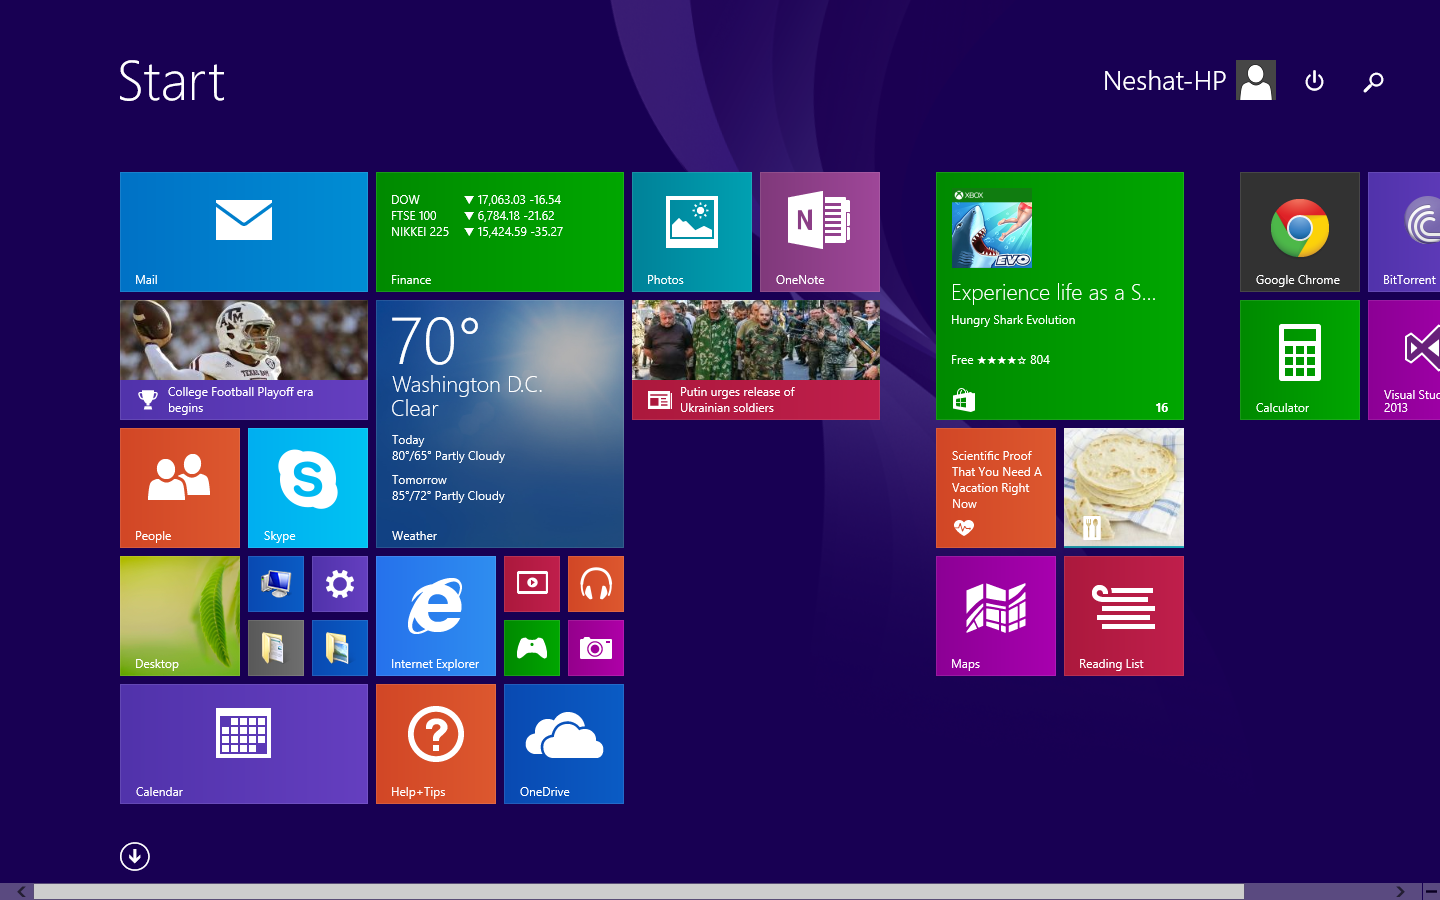 Start
Neshat-HP
Mail
DOW ▼ 17,063.03 -16.54
FTSE 100 ▼ 6,784.18 -21.62
NIKKEI 225 ▼ 15,424.59 -35.27
Finance
Photos
N
OneNote
XBOX
EVO
Experience life as a S...
Hungry Shark Evolution
Free ★★★★☆ 804
16
Google Chrome
BitTorrent
College Football Playoff era
begins
70°
Washington D.C.
Clear
Today
80°/65° Partly Cloudy
Tomorrow
85°/72° Partly Cloudy
Weather
Putin urges release of
Ukrainian soldiers
Calculator
Visual Stu
2013
People
S
Skype
Scientific Proof
That You Need A
Vacation Right
Now
Desktop
Internet Explorer
Maps
Reading List
Calendar
?
Help+Tips
OneDrive